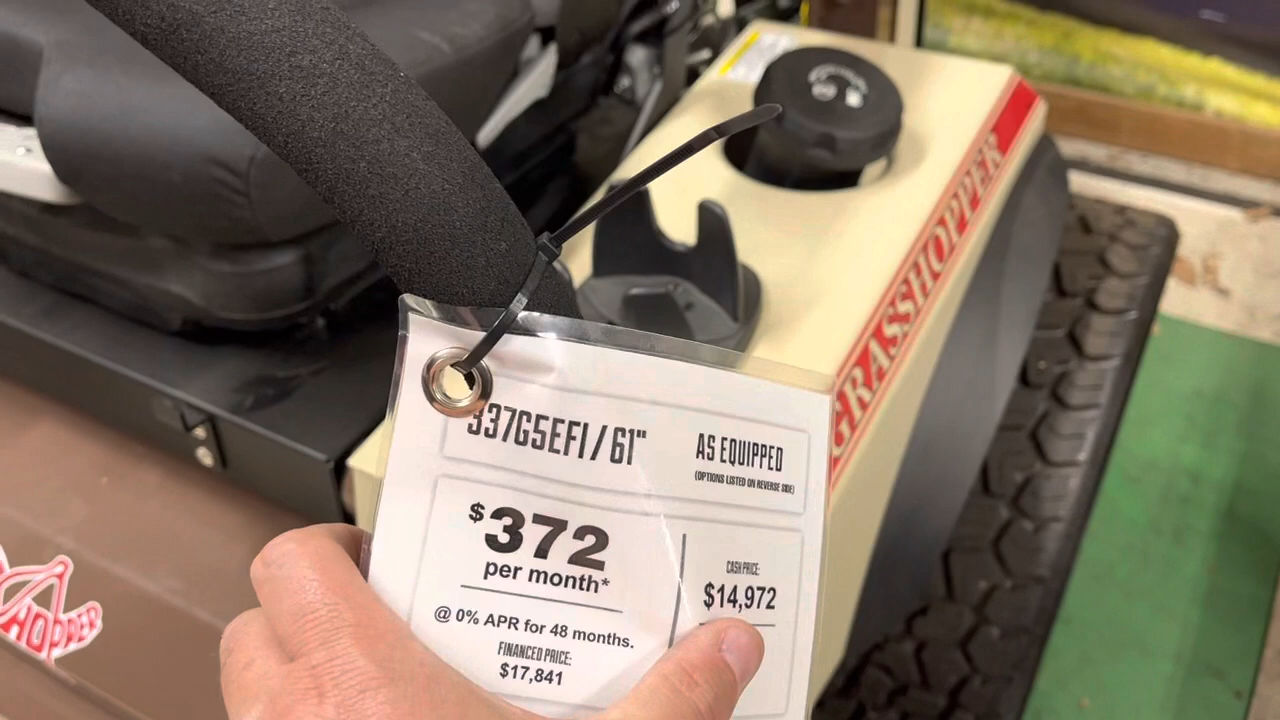 GRASSHOPPER
337G5EFI/61"
AS EQUIPPED
(OPTIONS LISTED ON REVERSE SIDE)
$372
per month*
@ 0% APR for 48 months.
FINANCED PRICE:
$17,841
CASH PRICE:
$14,972
HOPPER